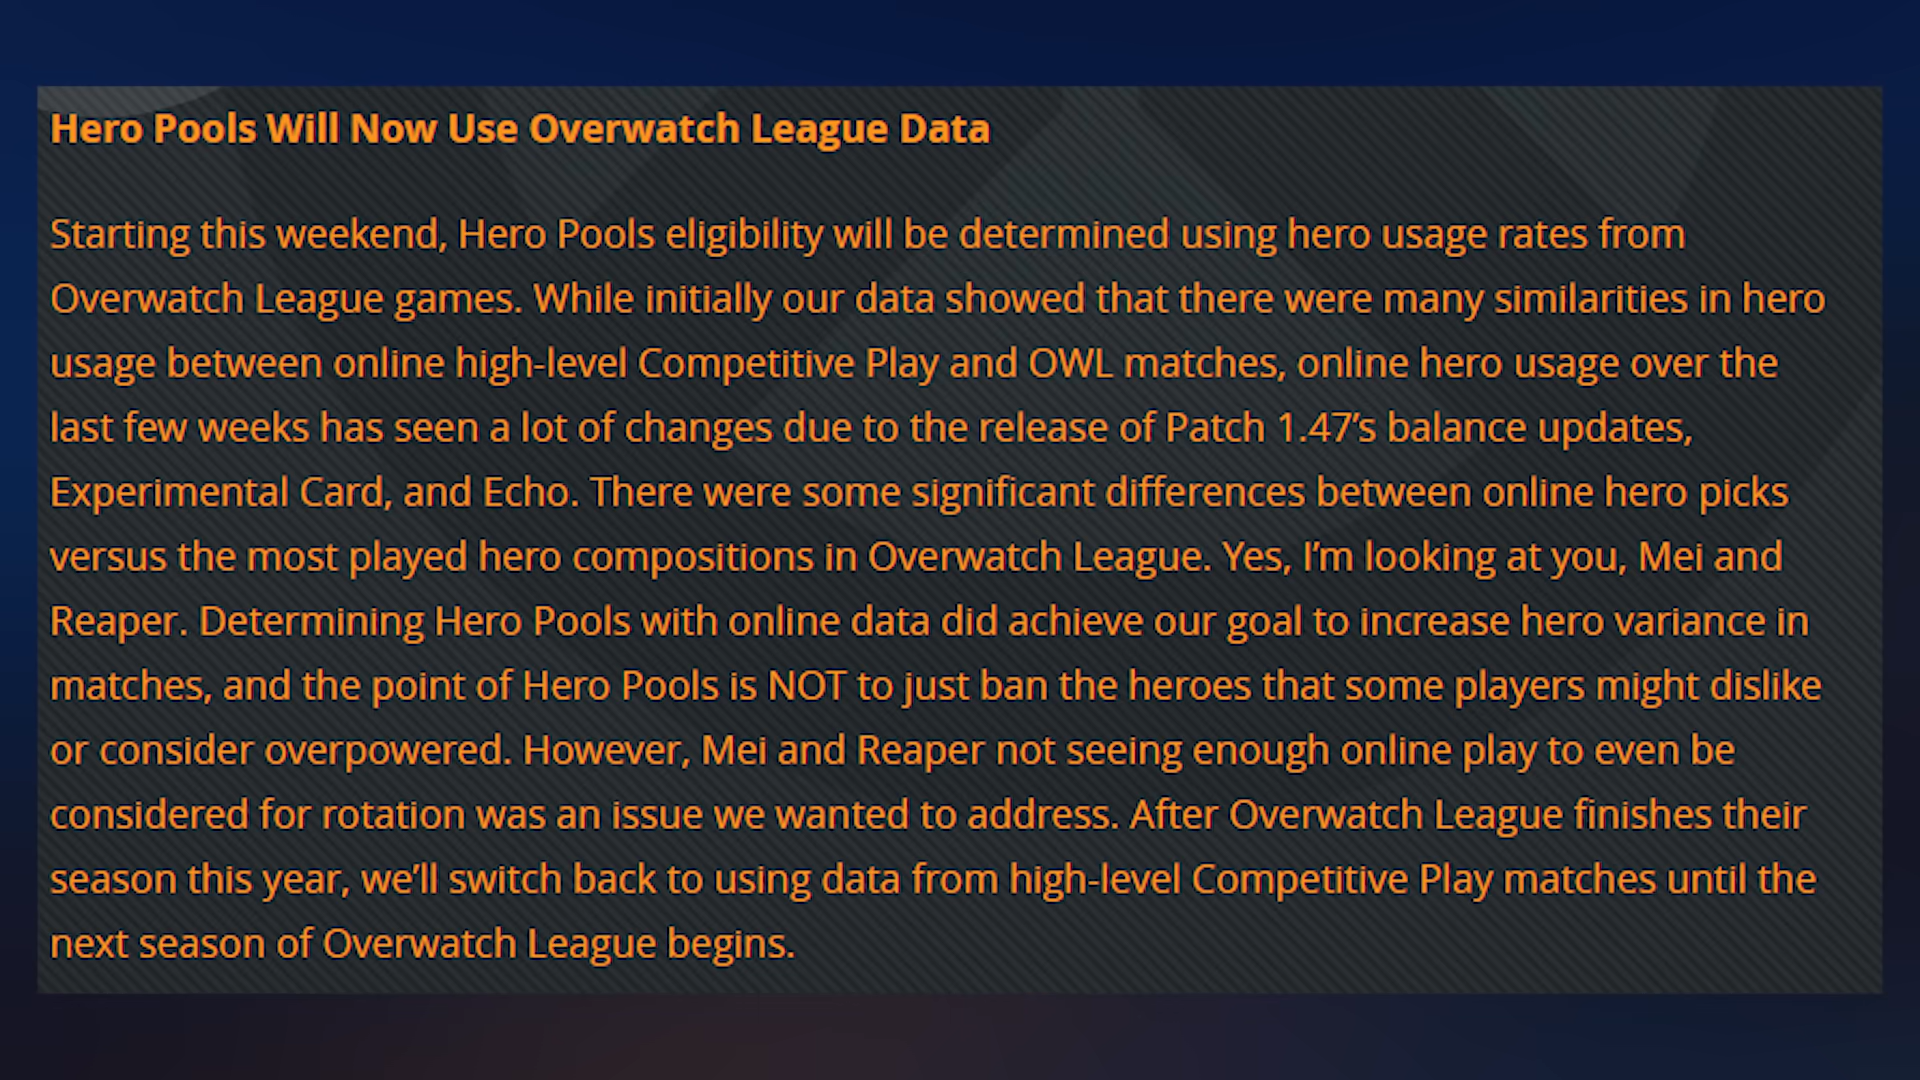 Hero Pools Will Now Use Overwatch League Data
Starting this weekend, Hero Pools eligibility will be determined using hero usage rates from
Overwatch League games. While initially our data showed that there were many similarities in hero
usage between online high-level Competitive Play and OWL matches, online hero usage over the
last few weeks has seen a lot of changes due to the release of Patch 1.47’s balance updates,
Experimental Card, and Echo. There were some significant differences between online hero picks
versus the most played hero compositions in Overwatch League. Yes, I’m looking at you, Mei and
Reaper. Determining Hero Pools with online data did achieve our goal to increase hero variance in
matches, and the point of Hero Pools is NOT to just ban the heroes that some players might dislike
or consider overpowered. However, Mei and Reaper not seeing enough online play to even be
considered for rotation was an issue we wanted to address. After Overwatch League finishes their
season this year, we’ll switch back to using data from high-level Competitive Play matches until the
next season of Overwatch League begins.